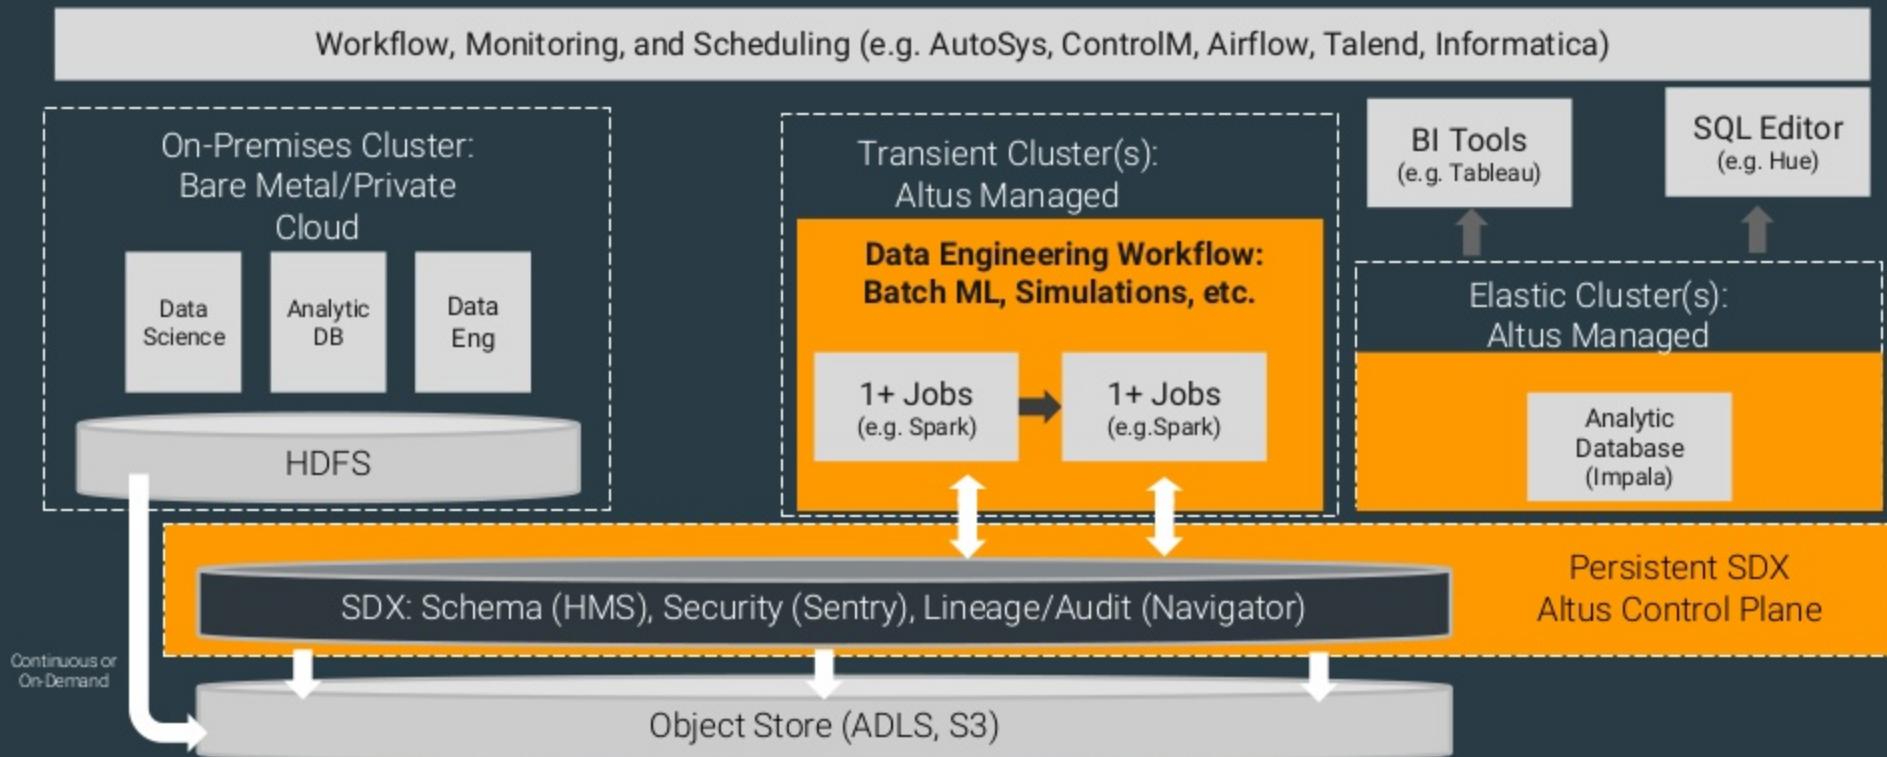 Workflow, Monitoring, and Scheduling (e.g. AutoSys, ControlM, Airflow, Talend, Informatica)
On-Premises Cluster:
Bare Metal/Private
Cloud
Data
Science
Analytic
DB
Data
Eng
HDFS
Transient Cluster(s):
Altus Managed
Data Engineering Workflow:
Batch ML, Simulations, etc.
1+ Jobs
(e.g. Spark)
1+ Jobs
(e.g.Spark)
BI Tools
(e.g. Tableau)
SQL Editor
(e.g. Hue)
Elastic Cluster(s):
Altus Managed
Analytic
Database
(Impala)
SDX: Schema (HMS), Security (Sentry), Lineage/Audit (Navigator)
Persistent SDX
Altus Control Plane
Continuous or
On-Demand
Object Store (ADLS, S3)